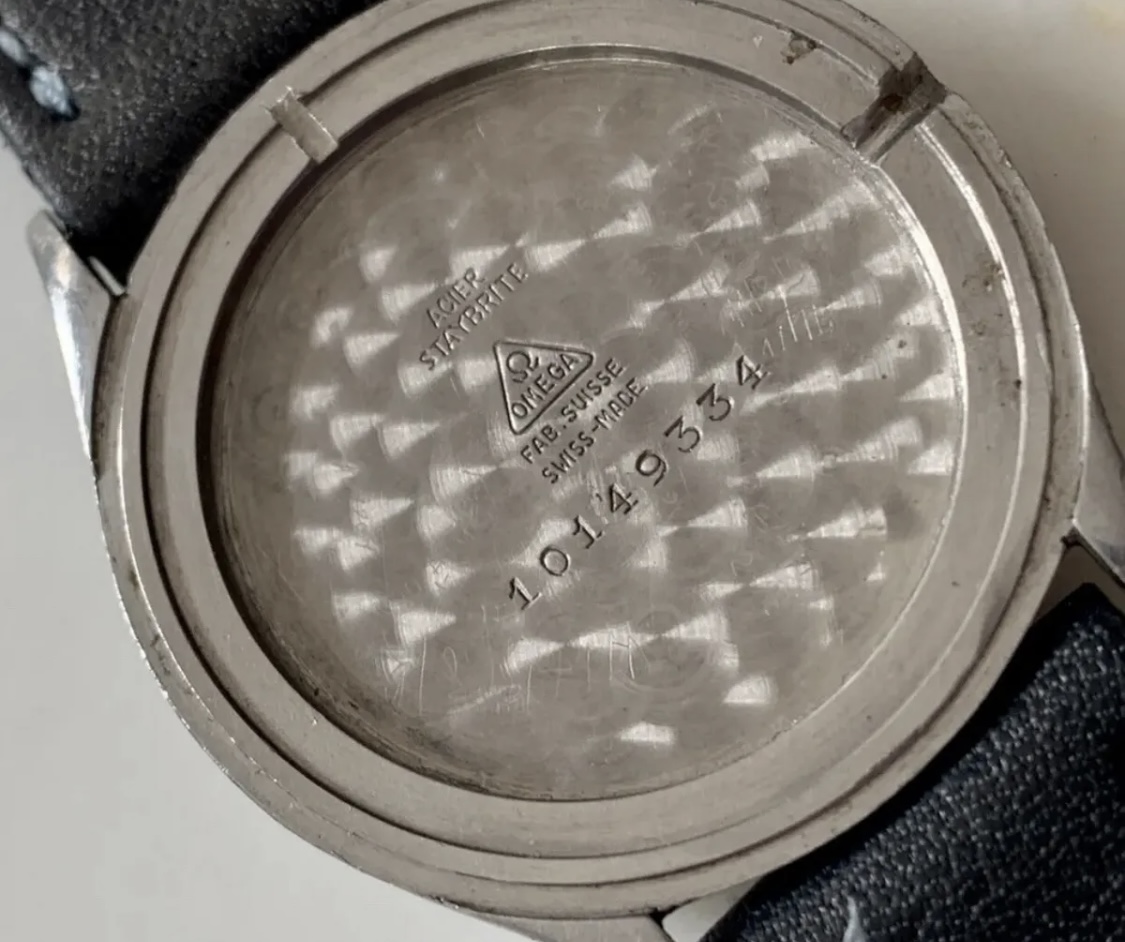 ACIER
STAYBRITE
Ω
OMEGA
FAB. SUISSE
SWISS-MADE
10149334